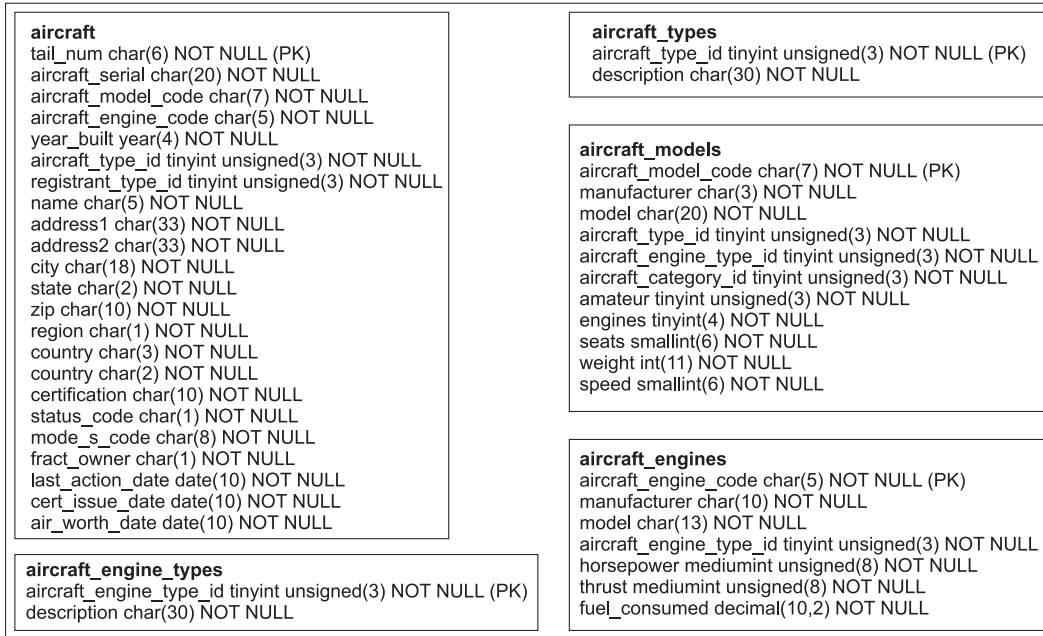 aircraft
tail_num char(6) NOT NULL (PK)
aircraft_serial char(20) NOT NULL
aircraft_model_code char(7) NOT NULL
aircraft_engine_code char(5) NOT NULL
year_built year(4) NOT NULL
aircraft_type_id tinyint unsigned(3) NOT NULL
registrant_type_id tinyint unsigned(3) NOT NULL
name char(5) NOT NULL
address1 char(33) NOT NULL
address2 char(33) NOT NULL
city char(18) NOT NULL
state char(2) NOT NULL
zip char(10) NOT NULL
region char(1) NOT NULL
country char(3) NOT NULL
country char(2) NOT NULL
certification char(10) NOT NULL
status_code char(1) NOT NULL
mode_s_code char(8) NOT NULL
fract_owner char(1) NOT NULL
last_action_date date(10) NOT NULL
cert_issue_date date(10) NOT NULL
air_worth_date date(10) NOT NULL
aircraft_engine_types
aircraft_engine_type_id tinyint unsigned(3) NOT NULL (PK)
description char(30) NOT NULL
aircraft_types
aircraft_type_id tinyint unsigned(3) NOT NULL (PK)
description char(30) NOT NULL
aircraft_models
aircraft_model_code char(7) NOT NULL (PK)
manufacturer char(3) NOT NULL
model char(20) NOT NULL
aircraft_type_id tinyint unsigned(3) NOT NULL
aircraft_engine_type_id tinyint unsigned(3) NOT NULL
aircraft_category_id tinyint unsigned(3) NOT NULL
amateur tinyint unsigned(3) NOT NULL
engines tinyint(4) NOT NULL
seats smallint(6) NOT NULL
weight int(11) NOT NULL
speed smallint(6) NOT NULL
aircraft_engines
aircraft_engine_code char(5) NOT NULL (PK)
manufacturer char(10) NOT NULL
model char(13) NOT NULL
aircraft_engine_type_id tinyint unsigned(3) NOT NULL
horsepower mediumint unsigned(8) NOT NULL
thrust mediumint unsigned(8) NOT NULL
fuel_consumed decimal(10,2) NOT NULL